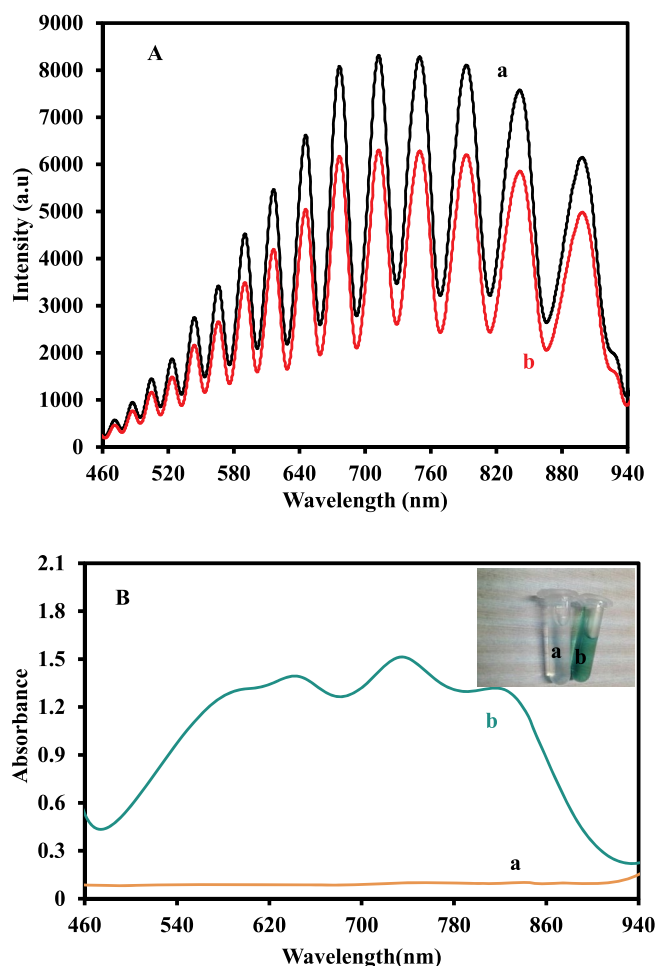 9000
A
a
8000
7000
6000
5000
4000
3000
2000
b
1000
0
Intensity (a.u)
460 520 580 640 700 760 820 880 940
Wavelength (nm)
2.1
B
1.8
a b
1.5
b
1.2
0.9
0.6
0.3
a
0
Absorbance
460 540 620 700 780 860 940
Wavelength(nm)